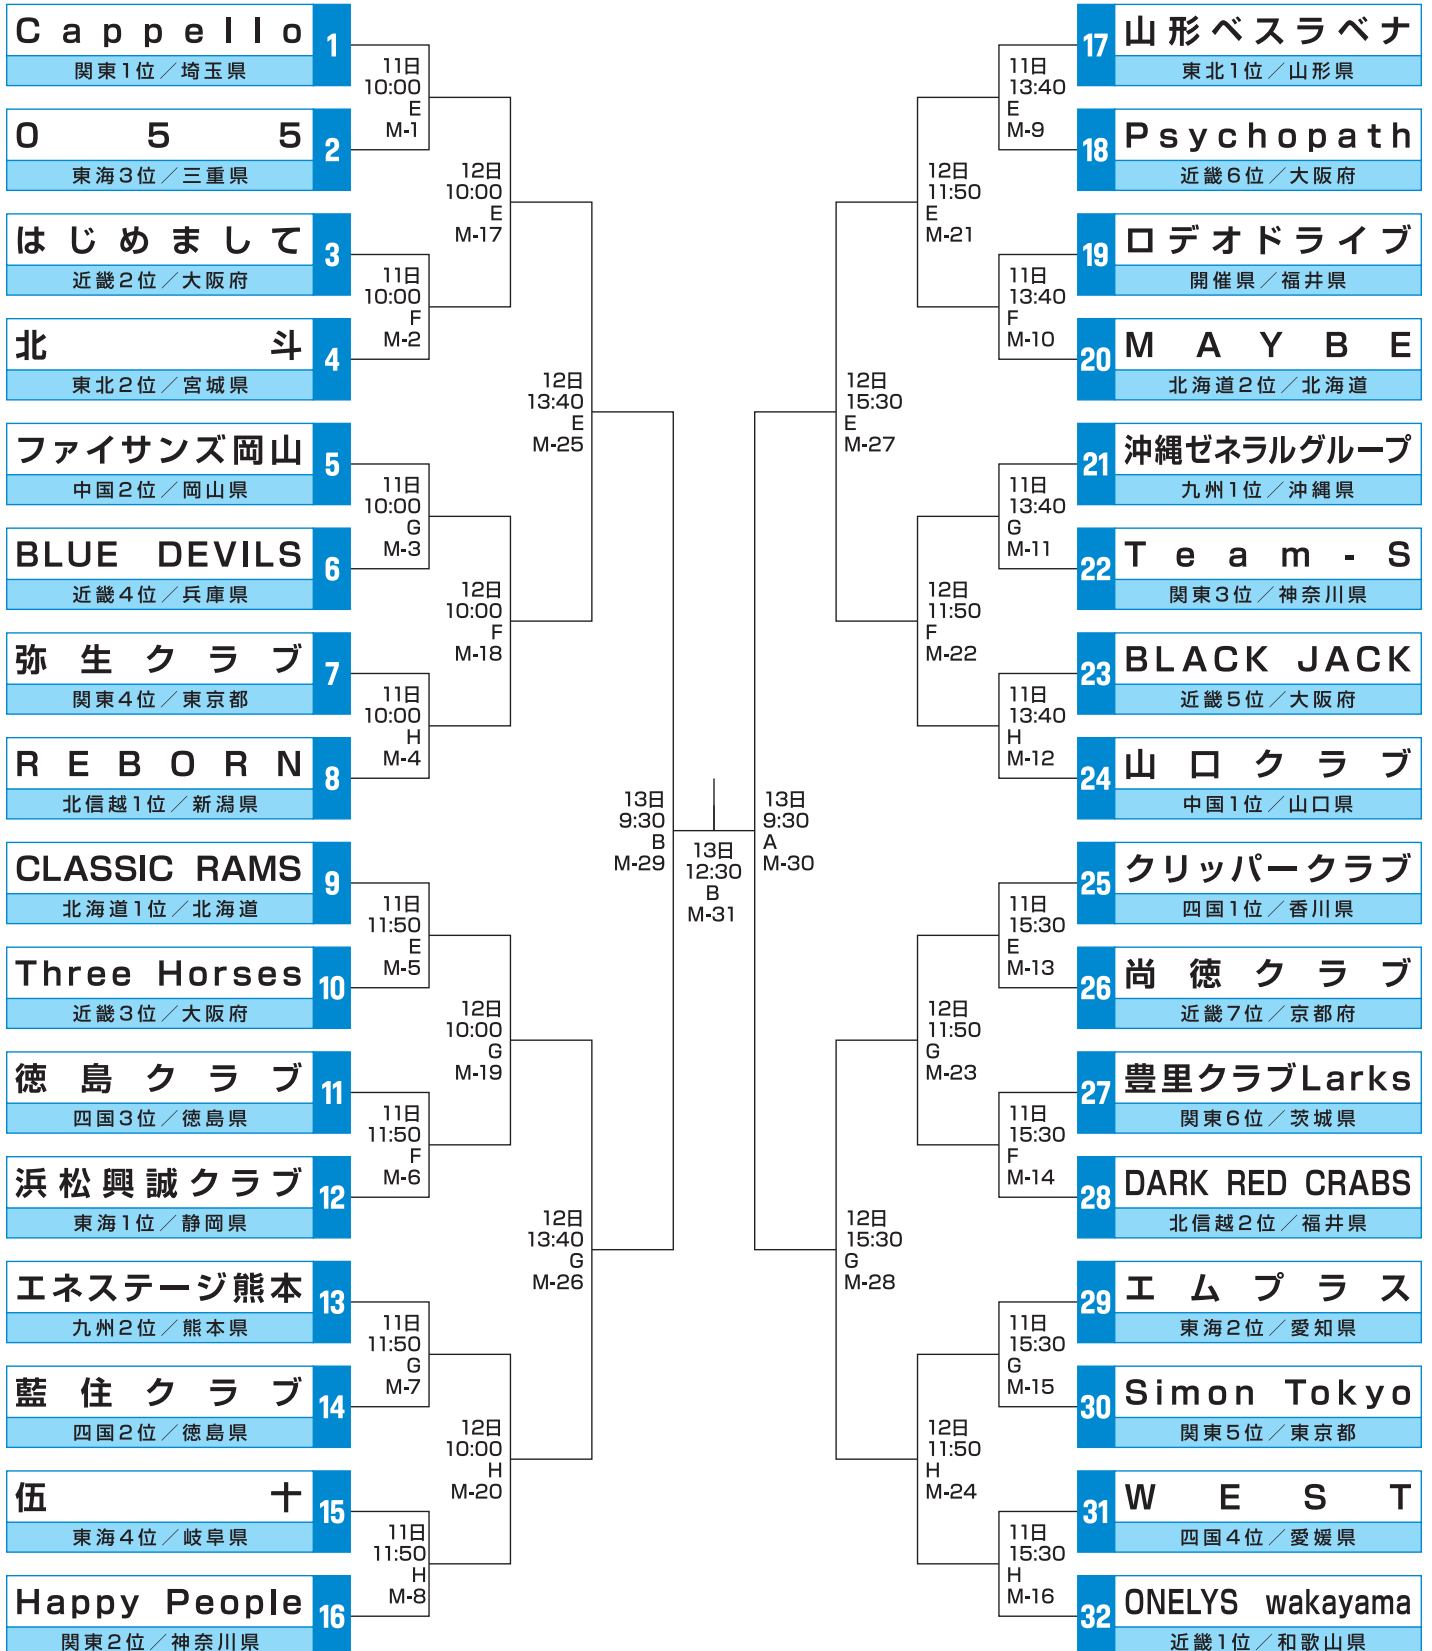 Cappello
1
関東1位／埼玉県
055
2
東海3位／三重県
はじめまして
3
近畿2位／大阪府
北斗
4
東北2位／宮城県
ファイサンズ岡山
5
中国2位／岡山県
BLUE DEVILS
6
近畿4位／兵庫県
弥生クラブ
7
関東4位／東京都
REBORN
8
北信越1位／新潟県
CLASSIC RAMS
9
北海道1位／北海道
Three Horses
10
近畿3位／大阪府
徳島クラブ
11
四国3位／徳島県
浜松興誠クラブ
12
東海1位／静岡県
エネステージ熊本
13
九州2位／熊本県
藍住クラブ
14
四国2位／徳島県
伍十
15
東海4位／岐阜県
Happy People
16
関東2位／神奈川県
11日
10:00
E
M-1
11日
10:00
F
M-2
11日
10:00
G
M-3
11日
10:00
H
M-4
11日
11:50
E
M-5
11日
11:50
F
M-6
11日
11:50
G
M-7
11日
11:50
H
M-8
12日
10:00
E
M-17
12日
10:00
F
M-18
12日
10:00
G
M-19
12日
10:00
H
M-20
12日
13:40
E
M-25
12日
13:40
G
M-26
13日
9:30
B
M-29
13日
12:30
B
M-31
13日
9:30
A
M-30
12日
15:30
E
M-27
12日
15:30
G
M-28
12日
11:50
E
M-21
12日
11:50
F
M-22
12日
11:50
G
M-23
12日
11:50
H
M-24
11日
13:40
E
M-9
11日
13:40
F
M-10
11日
13:40
G
M-11
11日
13:40
H
M-12
11日
15:30
E
M-13
11日
15:30
F
M-14
11日
15:30
G
M-15
11日
15:30
H
M-16
17
山形ベスラベナ
東北1位／山形県
18
Psychopath
近畿6位／大阪府
19
ロデオドライブ
開催県／福井県
20
MAYBE
北海道2位／北海道
21
沖縄ゼネラルグループ
九州1位／沖縄県
22
Team-S
関東3位／神奈川県
23
BLACK JACK
近畿5位／大阪府
24
山口クラブ
中国1位／山口県
25
クリッパークラブ
四国1位／香川県
26
尚徳クラブ
近畿7位／京都府
27
豊里クラブLarks
関東6位／茨城県
28
DARK RED CRABS
北信越2位／福井県
29
エムプラス
東海2位／愛知県
30
Simon Tokyo
関東5位／東京都
31
WEST
四国4位／愛媛県
32
ONELYS wakayama
近畿1位／和歌山県